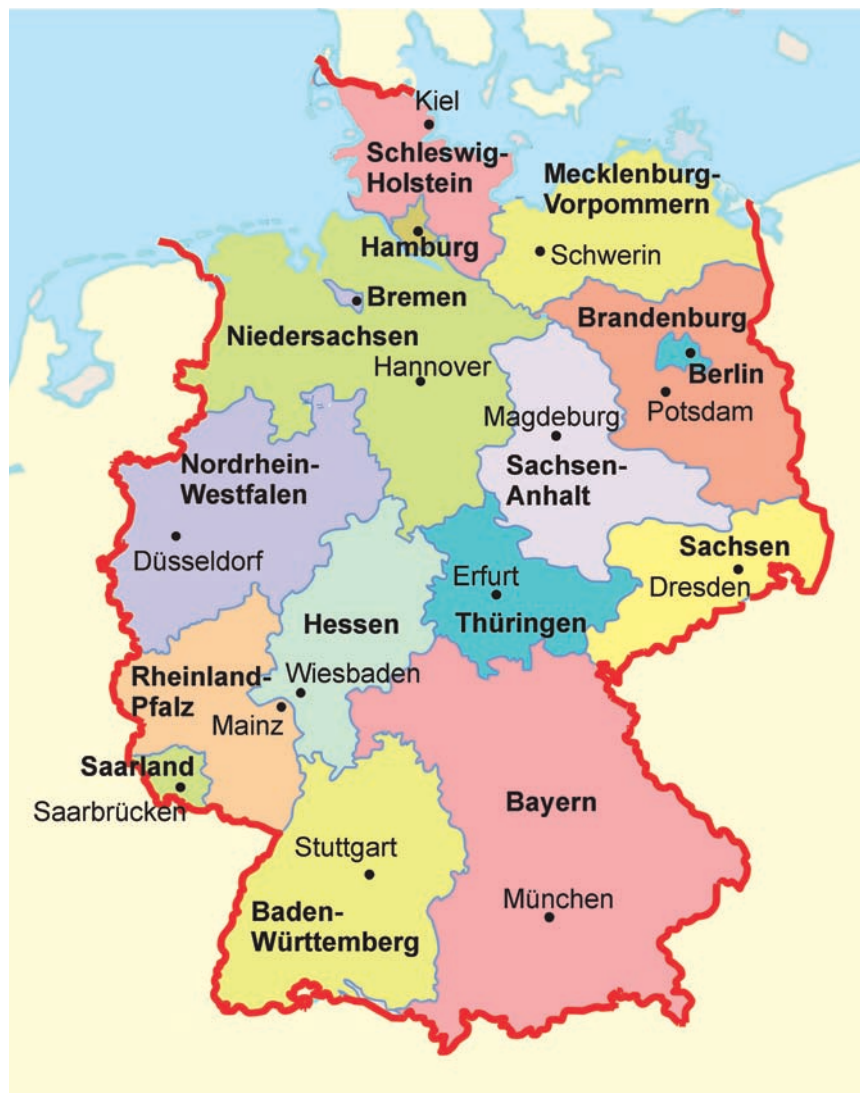 Kiel
Schleswig-
Holstein
Mecklenburg-
Vorpommern
Hamburg
Schwerin
Bremen
Niedersachsen
Brandenburg
Hannover
Berlin
Potsdam
Magdeburg
Nordrhein-
Westfalen
Sachsen-
Anhalt
Düsseldorf
Sachsen
Dresden
Erfurt
Thüringen
Hessen
Rheinland-
Pfalz
Wiesbaden
Mainz
Saarland
Saarbrücken
Bayern
Stuttgart
München
Baden-
Württemberg